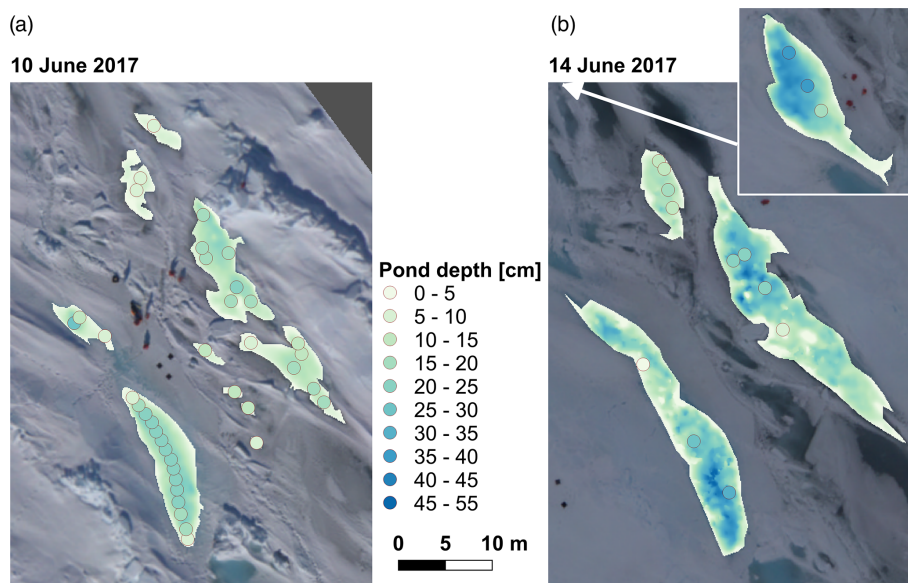 (a)
10 June 2017
(b)
14 June 2017
Pond depth [cm]
0 - 5
5 - 10
10 - 15
15 - 20
20 - 25
25 - 30
30 - 35
35 - 40
40 - 45
45 - 55
0 5 10 m